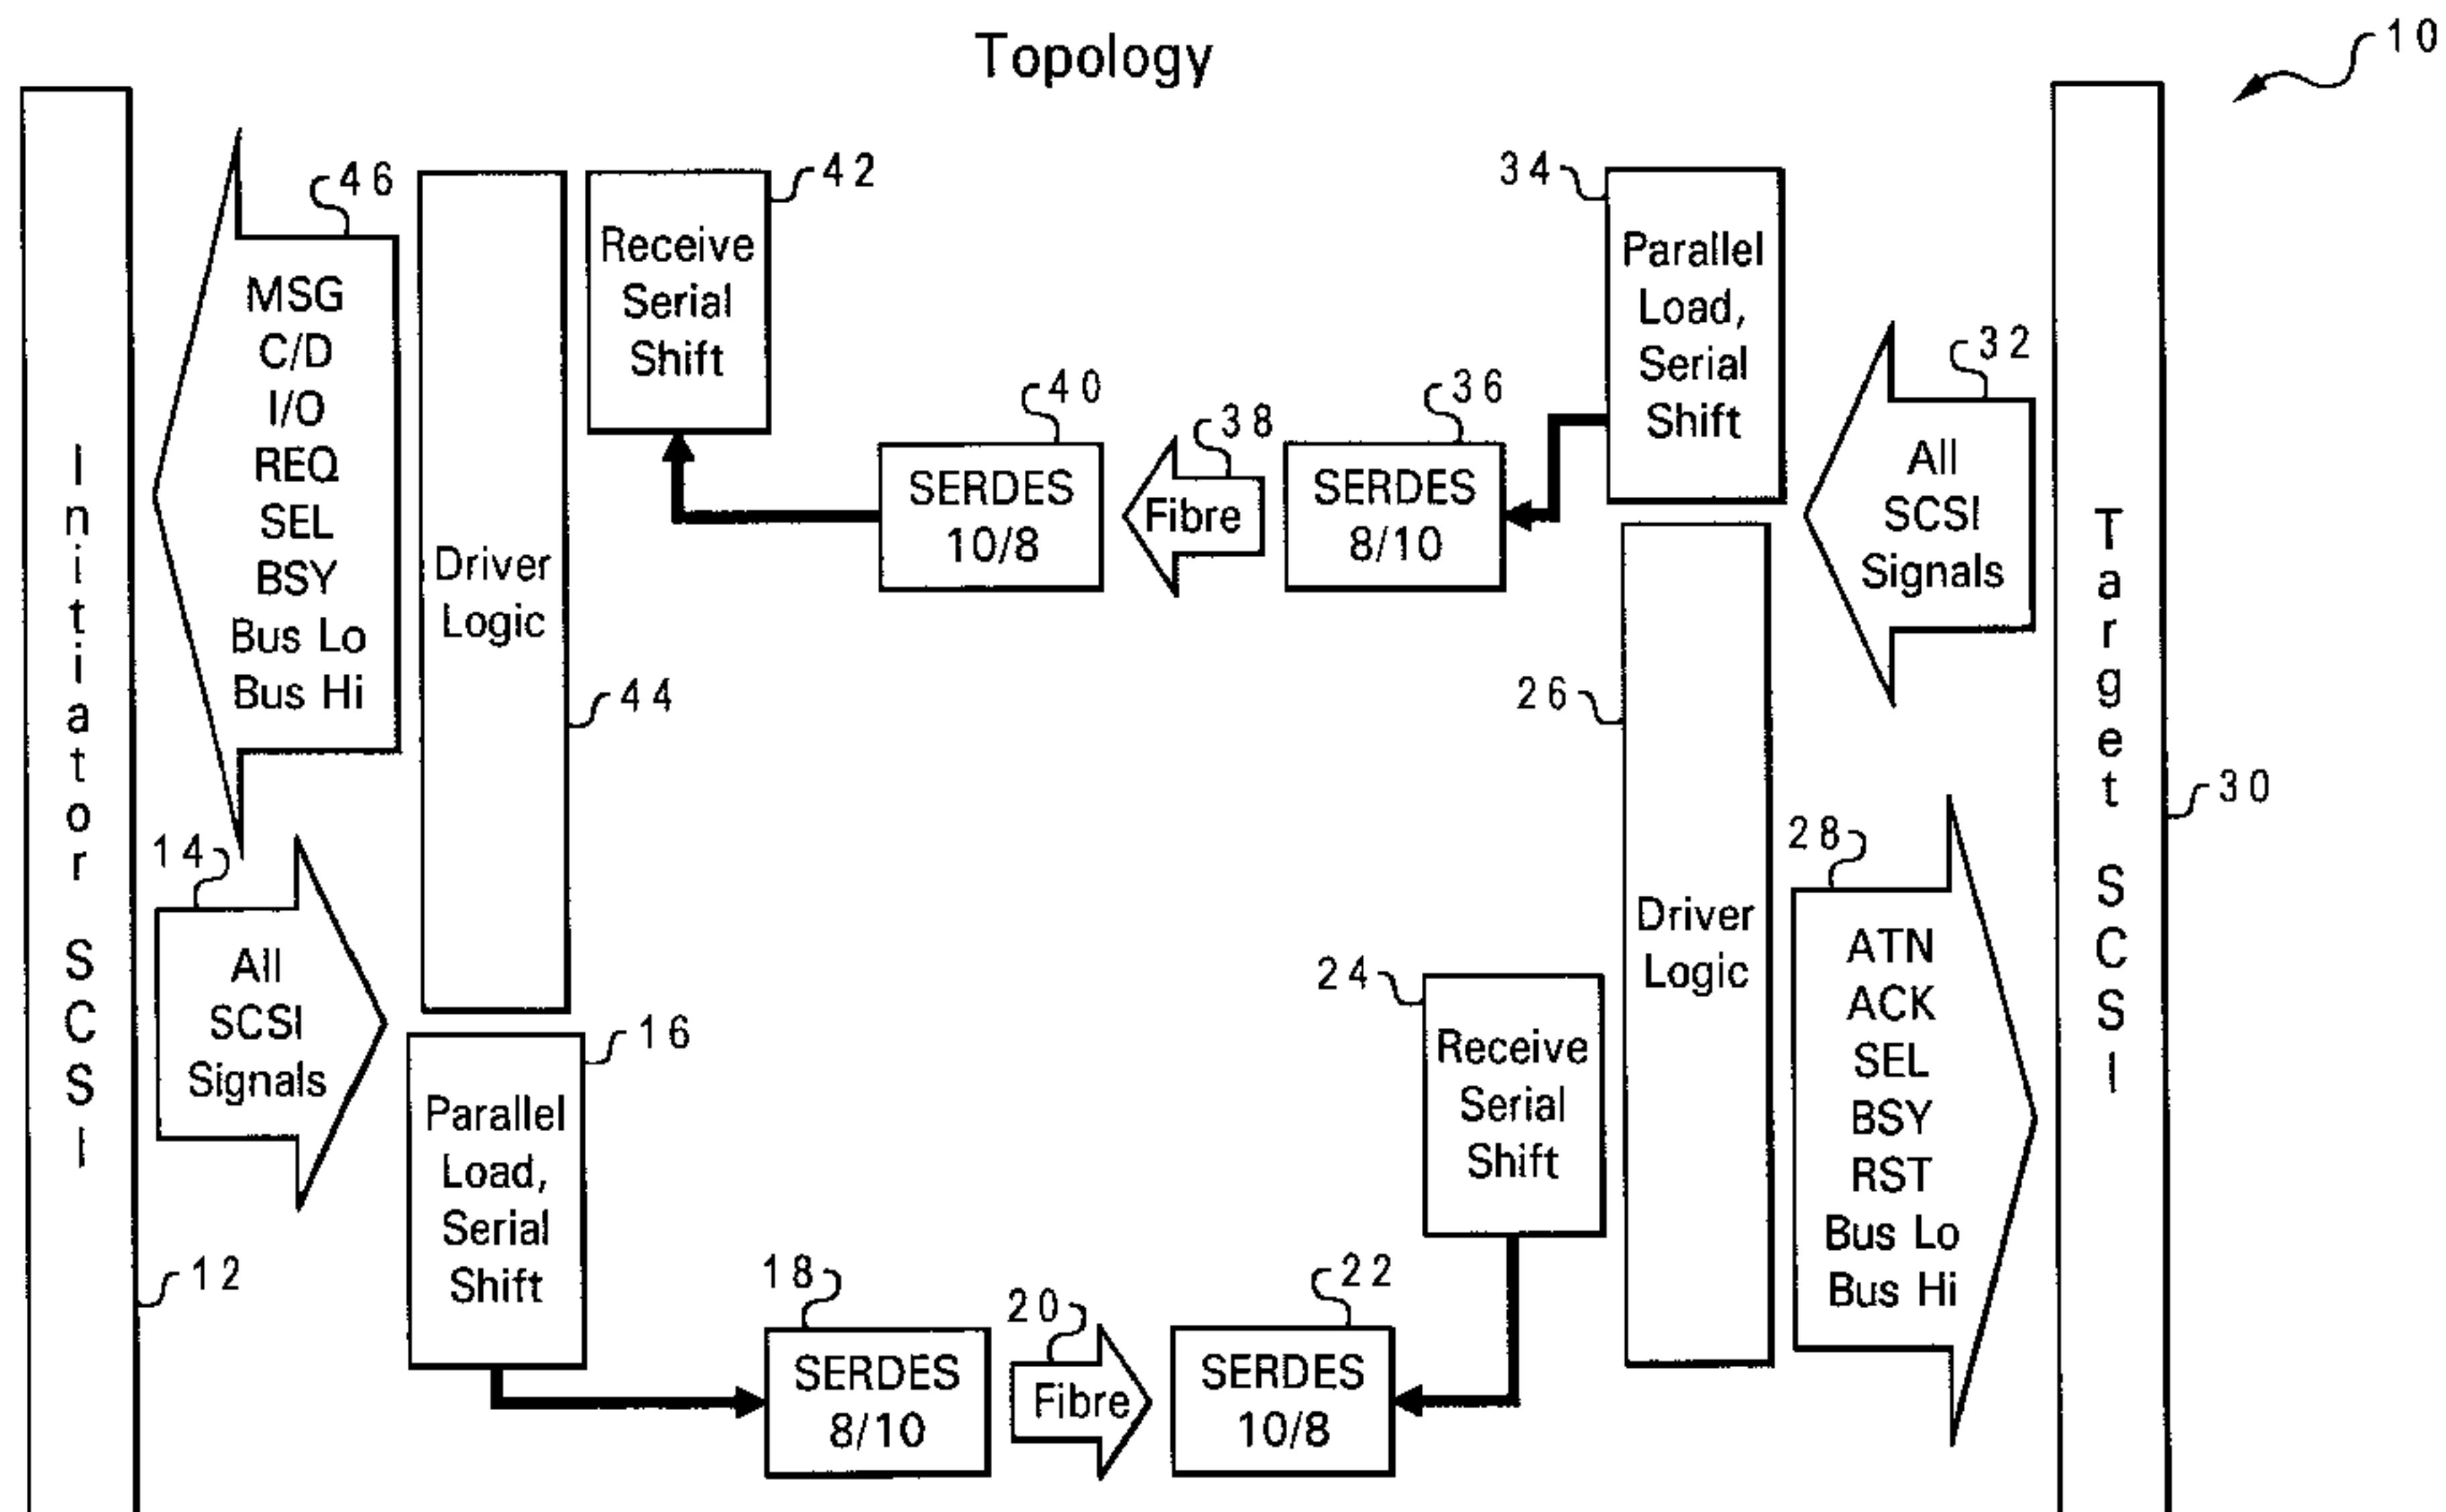 Topology
10
Initiator SCSI
12
46
MSG
C/D
I/O
REQ
SEL
BSY
Bus Lo
Bus Hi
14
All
SCSI
Signals
Driver
Logic
44
42
Receive
Serial
Shift
16
Parallel
Load,
Serial
Shift
40
SERDES
10/8
38
Fibre
36
SERDES
8/10
34
Parallel
Load,
Serial
Shift
32
All
SCSI
Signals
26
Driver
Logic
24
Receive
Serial
Shift
18
SERDES
8/10
20
Fibre
22
SERDES
10/8
28
ATN
ACK
SEL
BSY
RST
Bus Lo
Bus Hi
Target SCSI
30